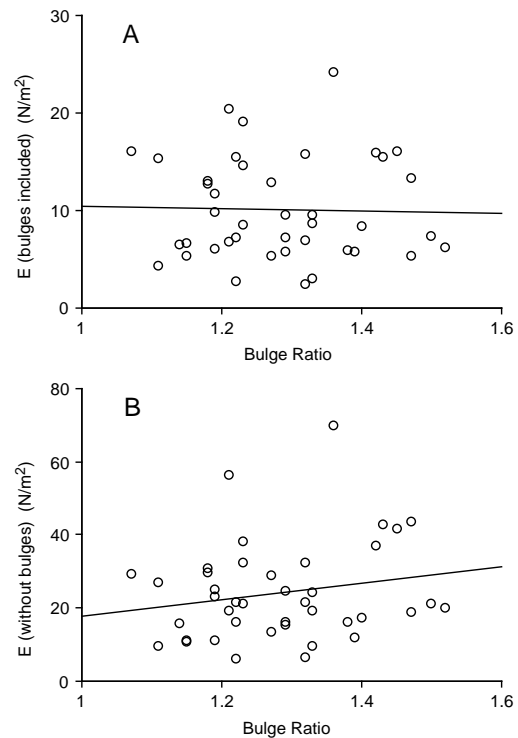 A
30
20
10
0
E (bulges included)  (N/m²)
1
1.2
1.4
1.6
Bulge Ratio
B
80
60
40
20
0
E (without bulges)  (N/m²)
1
1.2
1.4
1.6
Bulge Ratio